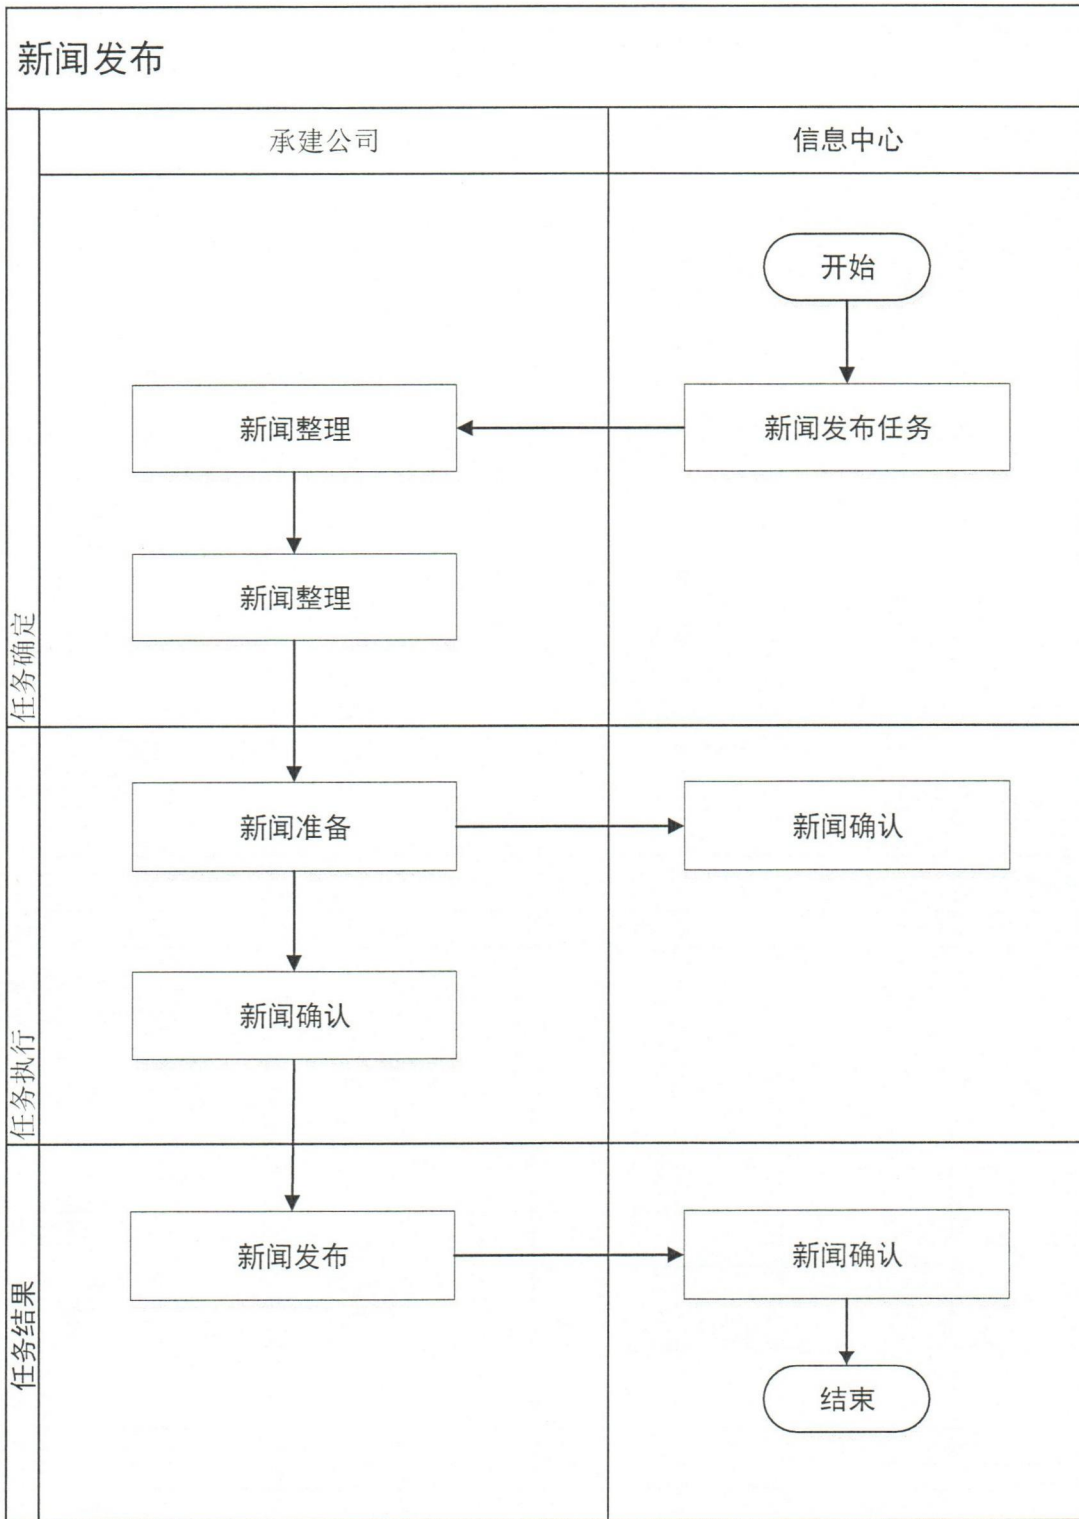 新闻发布
承建公司
信息中心
开始
新闻整理
新闻发布任务
新闻整理
任务确定
新闻准备
新闻确认
新闻确认
任务执行
新闻发布
新闻确认
任务结果
结束